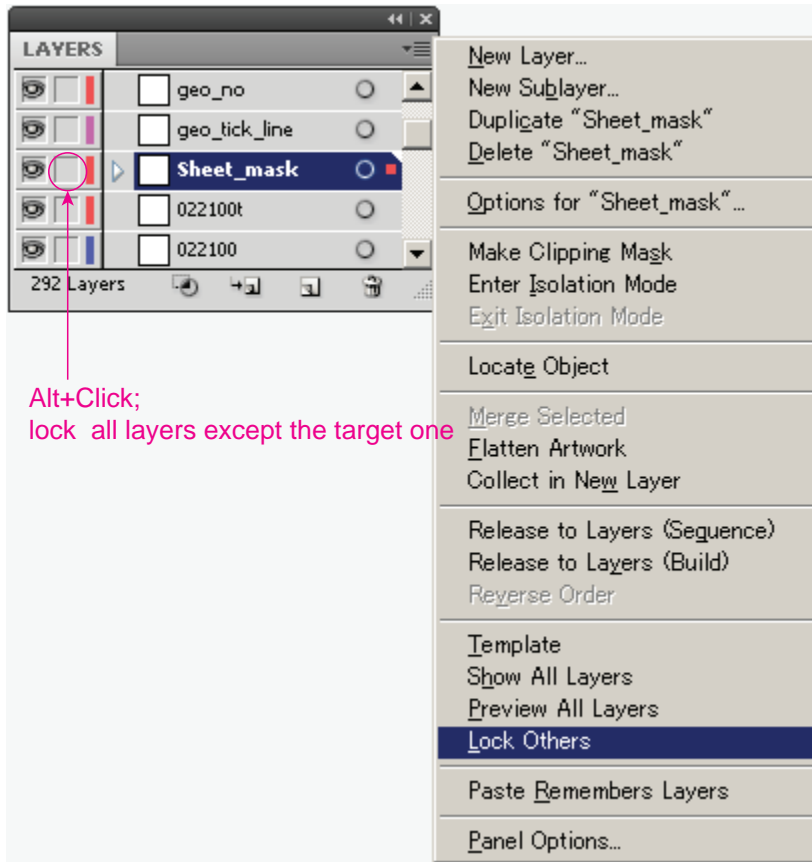 LAYERS
geo_no
geo_tick_line
Sheet_mask
022100t
022100
292 Layers
Alt+Click;
lock all layers except the target one
New Layer...
New Sublayer...
Duplicate "Sheet_mask"
Delete "Sheet_mask"
Options for "Sheet_mask"...
Make Clipping Mask
Enter Isolation Mode
Exit Isolation Mode
Locate Object
Merge Selected
Flatten Artwork
Collect in New Layer
Release to Layers (Sequence)
Release to Layers (Build)
Reverse Order
Template
Show All Layers
Preview All Layers
Lock Others
Paste Remembers Layers
Panel Options...